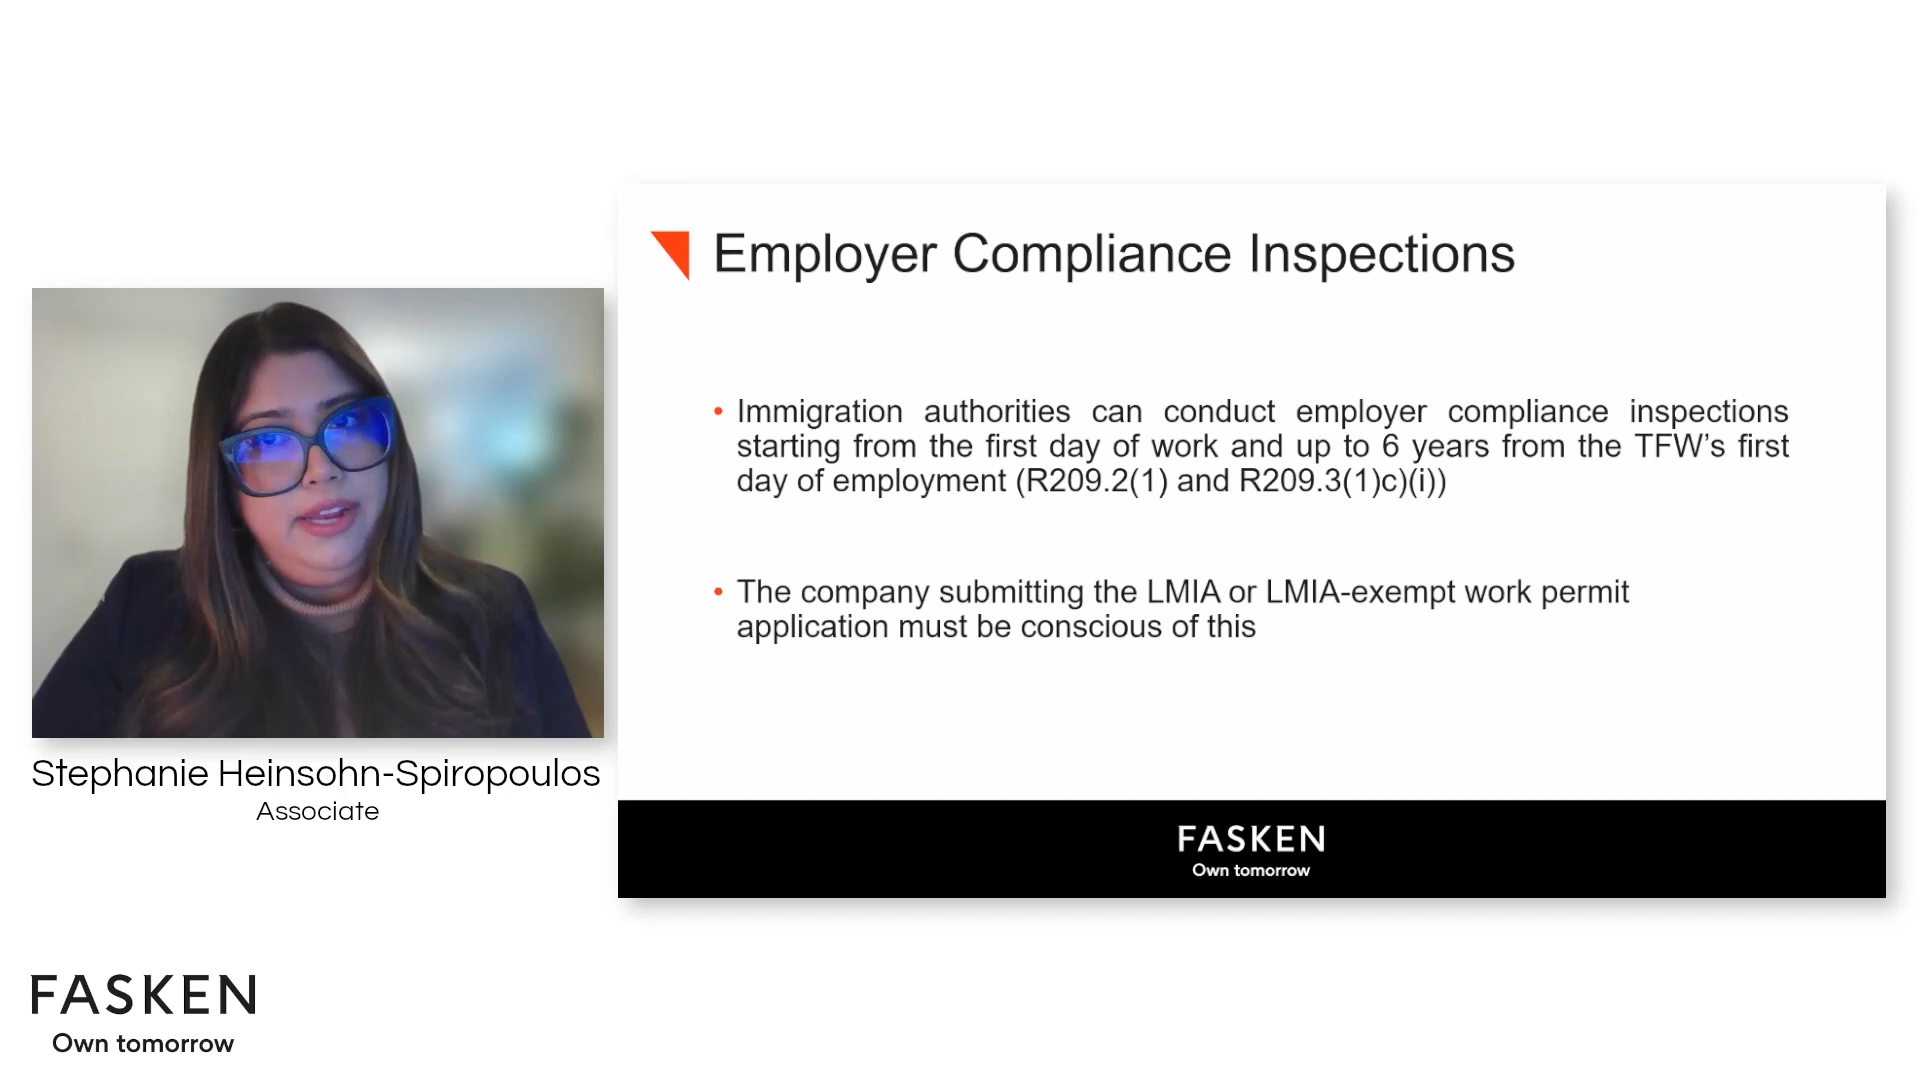 Employer Compliance Inspections
• Immigration authorities can conduct employer compliance inspections
starting from the first day of work and up to 6 years from the TFW’s first
day of employment (R209.2(1) and R209.3(1)c)(i))
• The company submitting the LMIA or LMIA-exempt work permit
application must be conscious of this
FASKEN
Own tomorrow
Stephanie Heinsohn-Spiropoulos
Associate
FASKEN
Own tomorrow